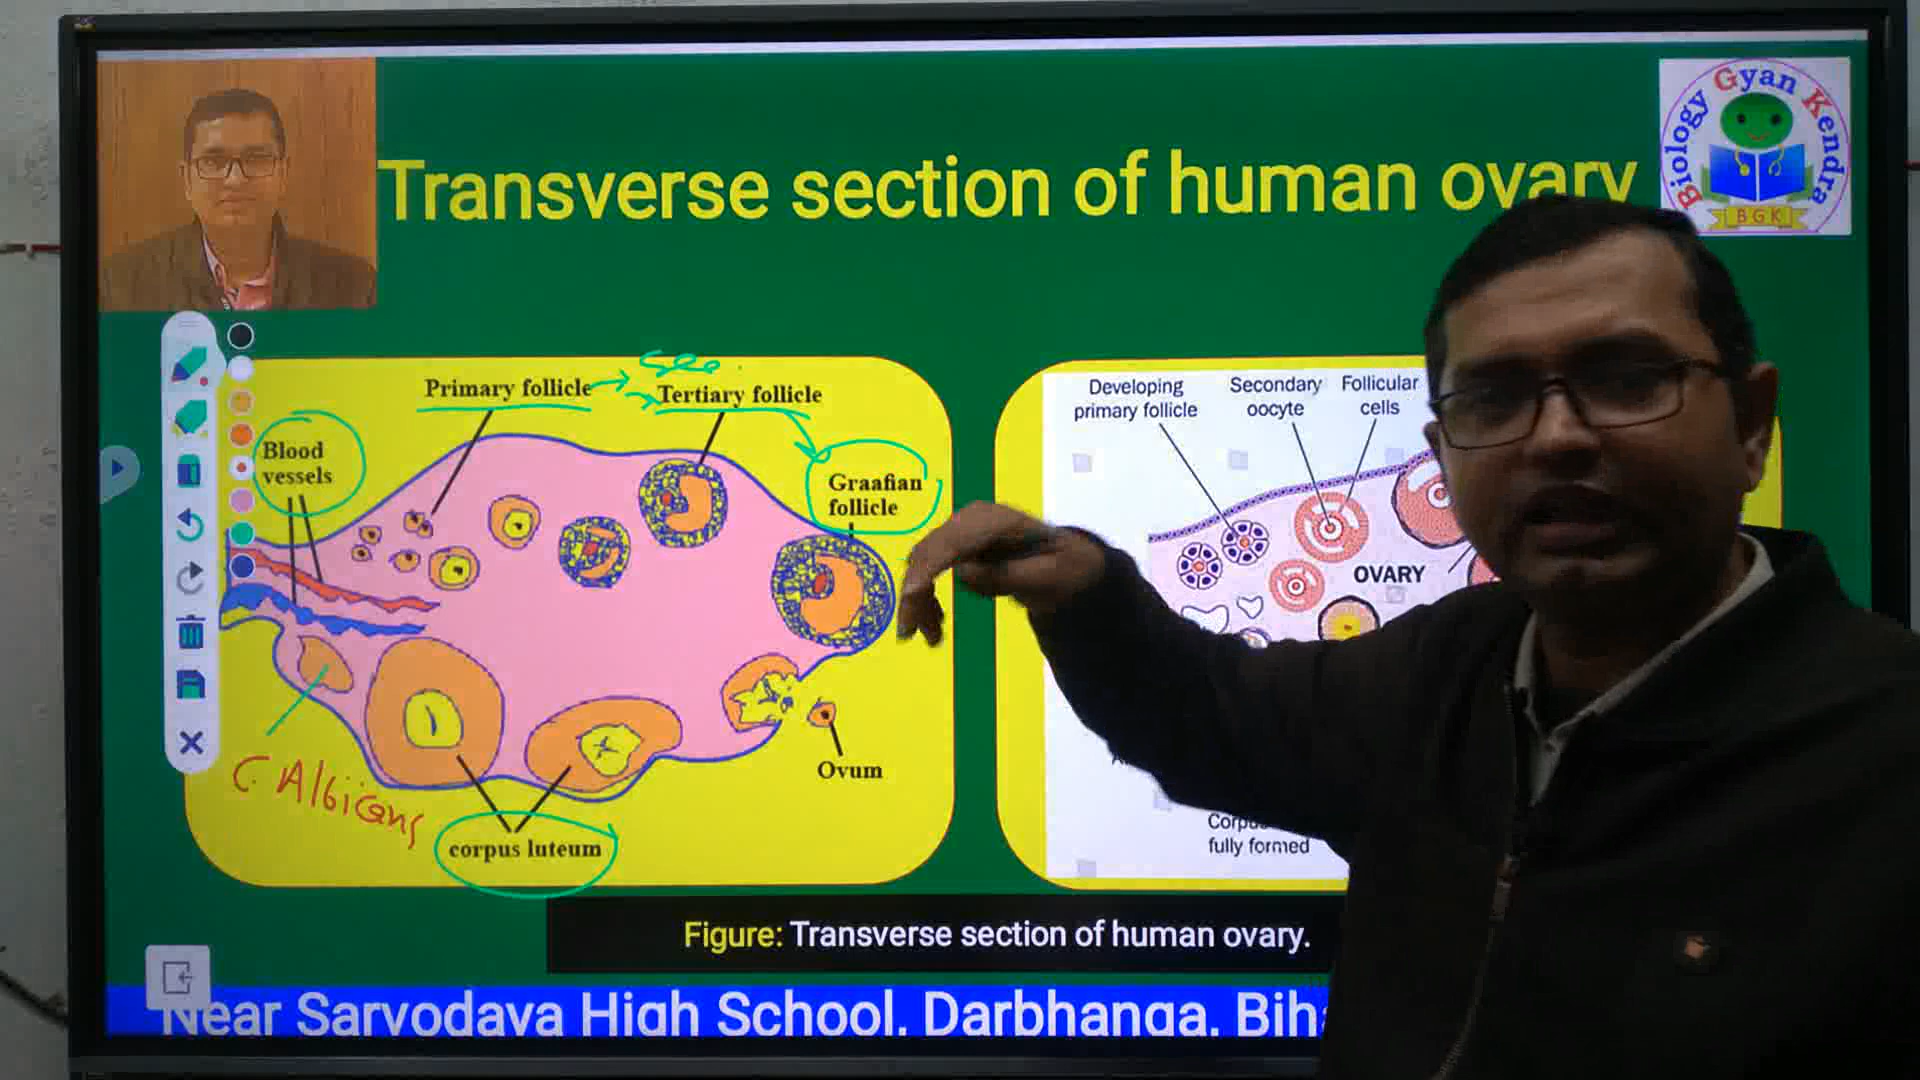 Transverse section of human ovary
Biology Gyan Kendra
BGK
See
Primary follicle
Tertiary follicle
Blood
vessels
Graafian
follicle
Ovum
C. Albicans
corpus luteum
Developing
primary follicle
Secondary
oocyte
Follicular
cells
OVARY
fully formed
Figure: Transverse section of human ovary.
Near Sarvodaya High School, Darbhanga,